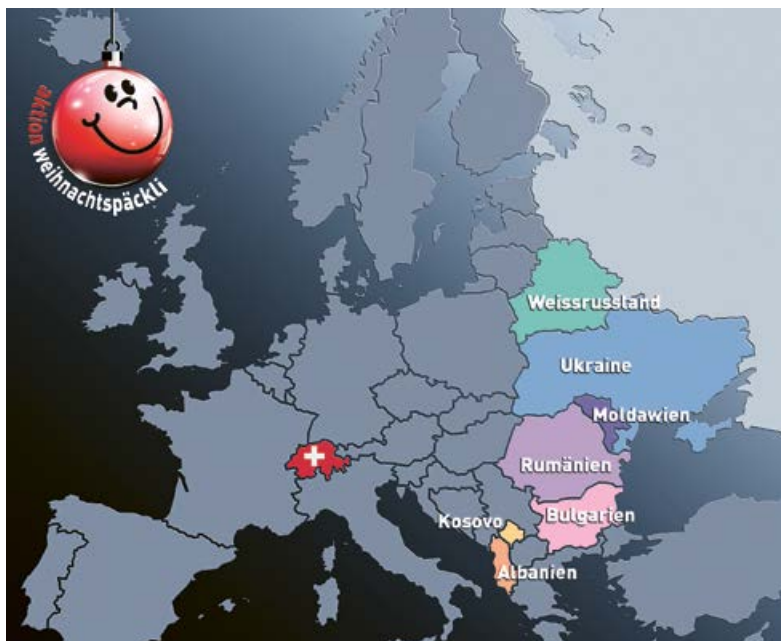 aktion weihnachtspäckli
Weissrussland
Ukraine
Moldawien
Rumänien
Kosovo
Bulgarien
Albanien